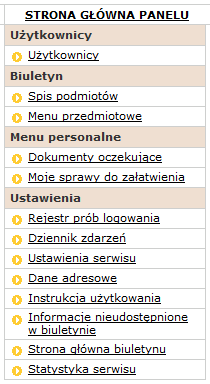 STRONA GŁÓWNA PANELU
Użytkownicy
Użytkownicy
Biuletyn
Spis podmiotów
Menu przedmiotowe
Menu personalne
Dokumenty oczekujące
Moje sprawy do załatwienia
Ustawienia
Rejestr prób logowania
Dziennik zdarzeń
Ustawienia serwisu
Dane adresowe
Instrukcja użytkowania
Informacje nieudostępnione
w biuletynie
Strona główna biuletynu
Statystyka serwisu